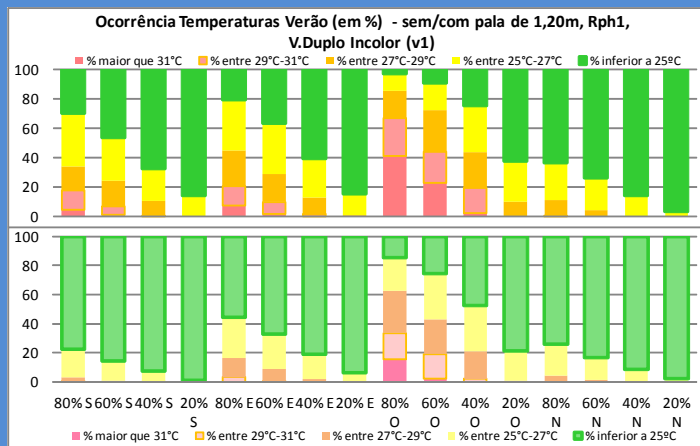 Ocorrência Temperaturas Verão (em %) - sem/com pala de 1,20m, Rph1,
V.Duplo Incolor (v1)
% maior que 31°C % entre 29°C-31°C % entre 27°C-29°C % entre 25°C-27°C % inferior a 25ºC
100
80
60
40
20
0
100
80
60
40
20
0
80% S 60% S 40% S 20% S 80% E 60% E 40% E 20% E 80% O 60% O 40% O 20% O 80% N 60% N 40% N 20% N
% maior que 31°C % entre 29°C-31°C % entre 27°C-29°C % entre 25°C-27°C % inferior a 25ºC